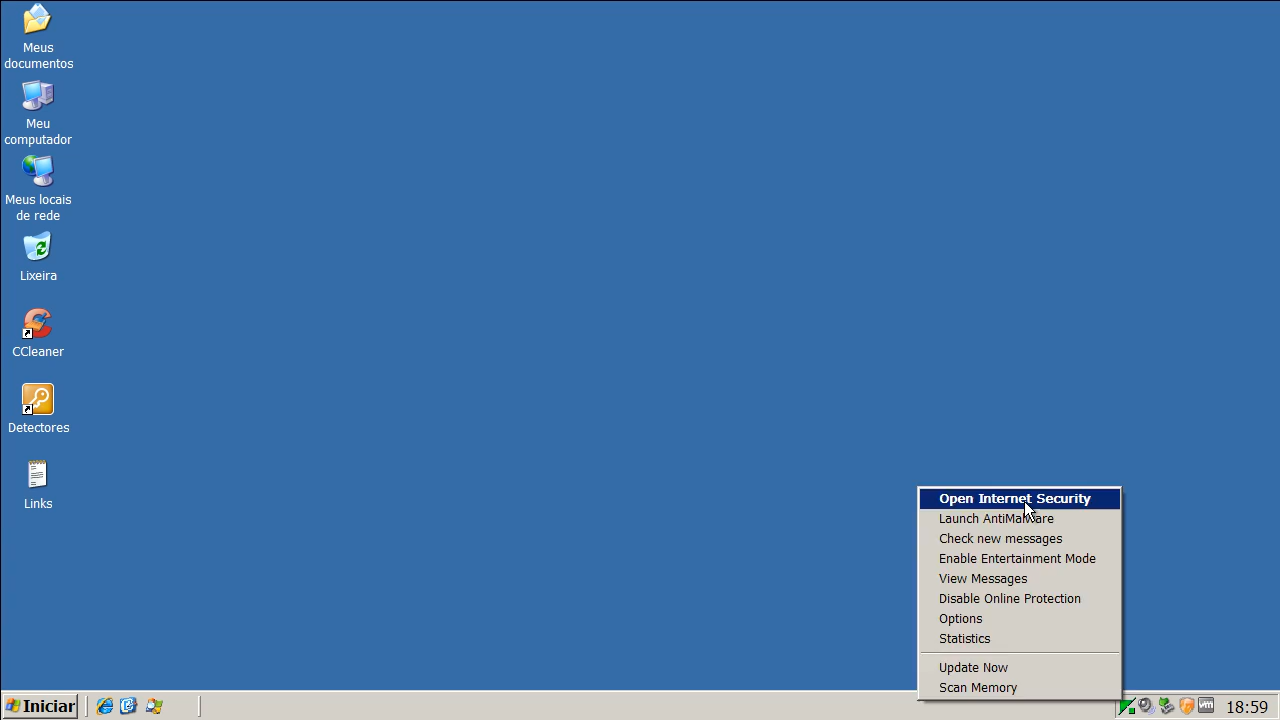 Meus
documentos
Meu
computador
Meus locais
de rede
Lixeira
CCleaner
Detectores
Links
Open Internet Security
Launch AntiMalware
Check new messages
Enable Entertainment Mode
View Messages
Disable Online Protection
Options
Statistics
Update Now
Scan Memory
Iniciar
vm
18:59